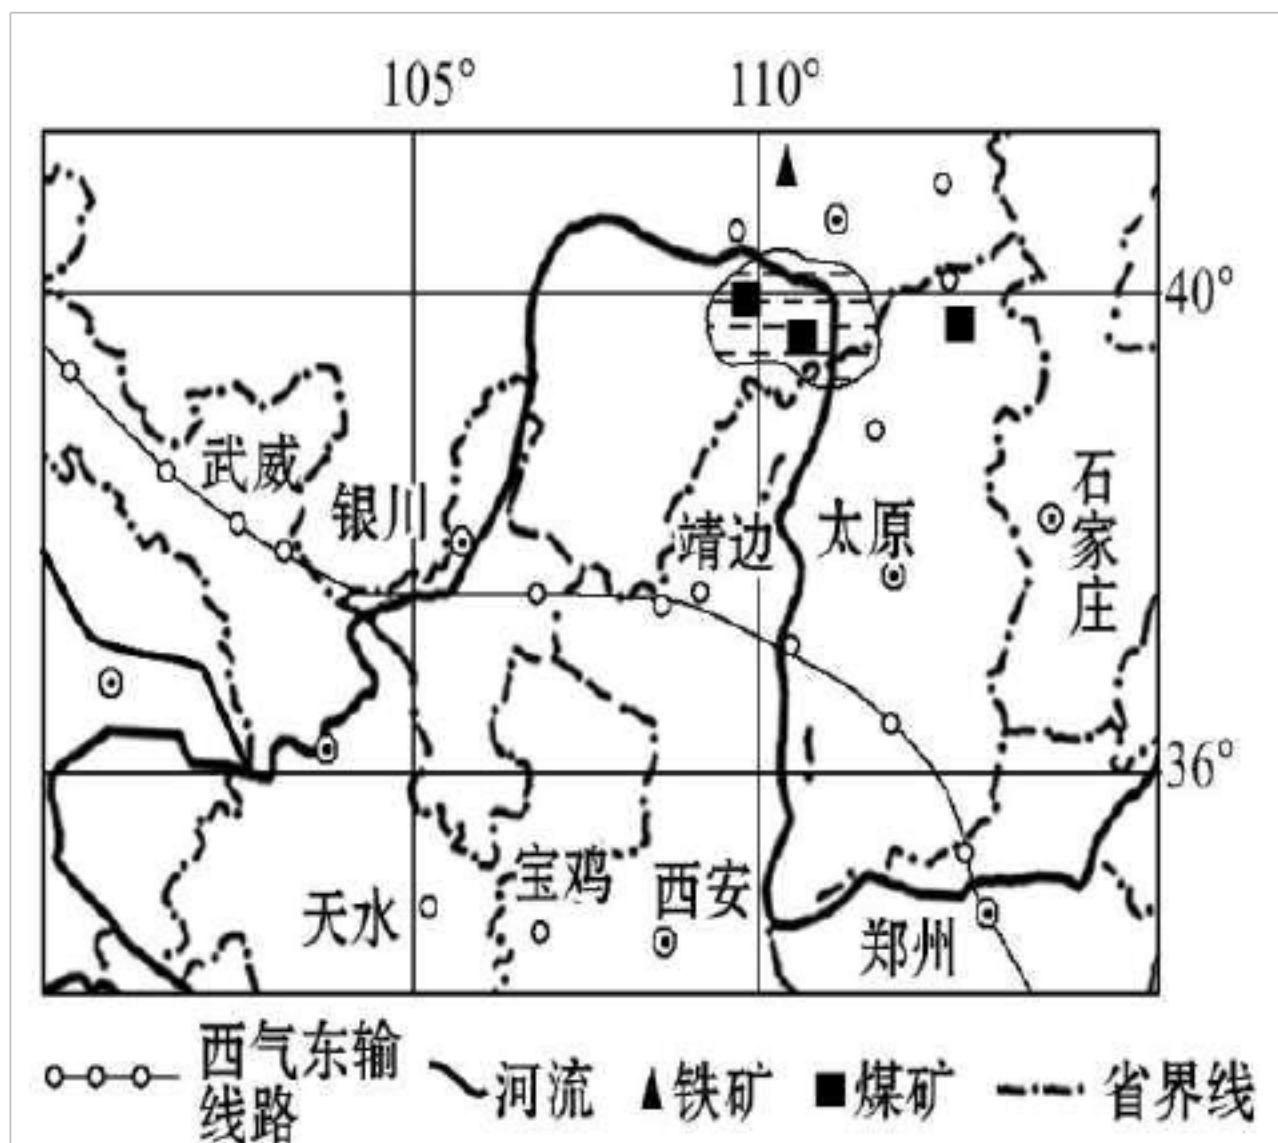 105°
110°
40°
武威
银川
靖边
太原
石家庄
36°
宝鸡
天水
西安
郑州
西气东输线路
河流
铁矿
煤矿
省界线